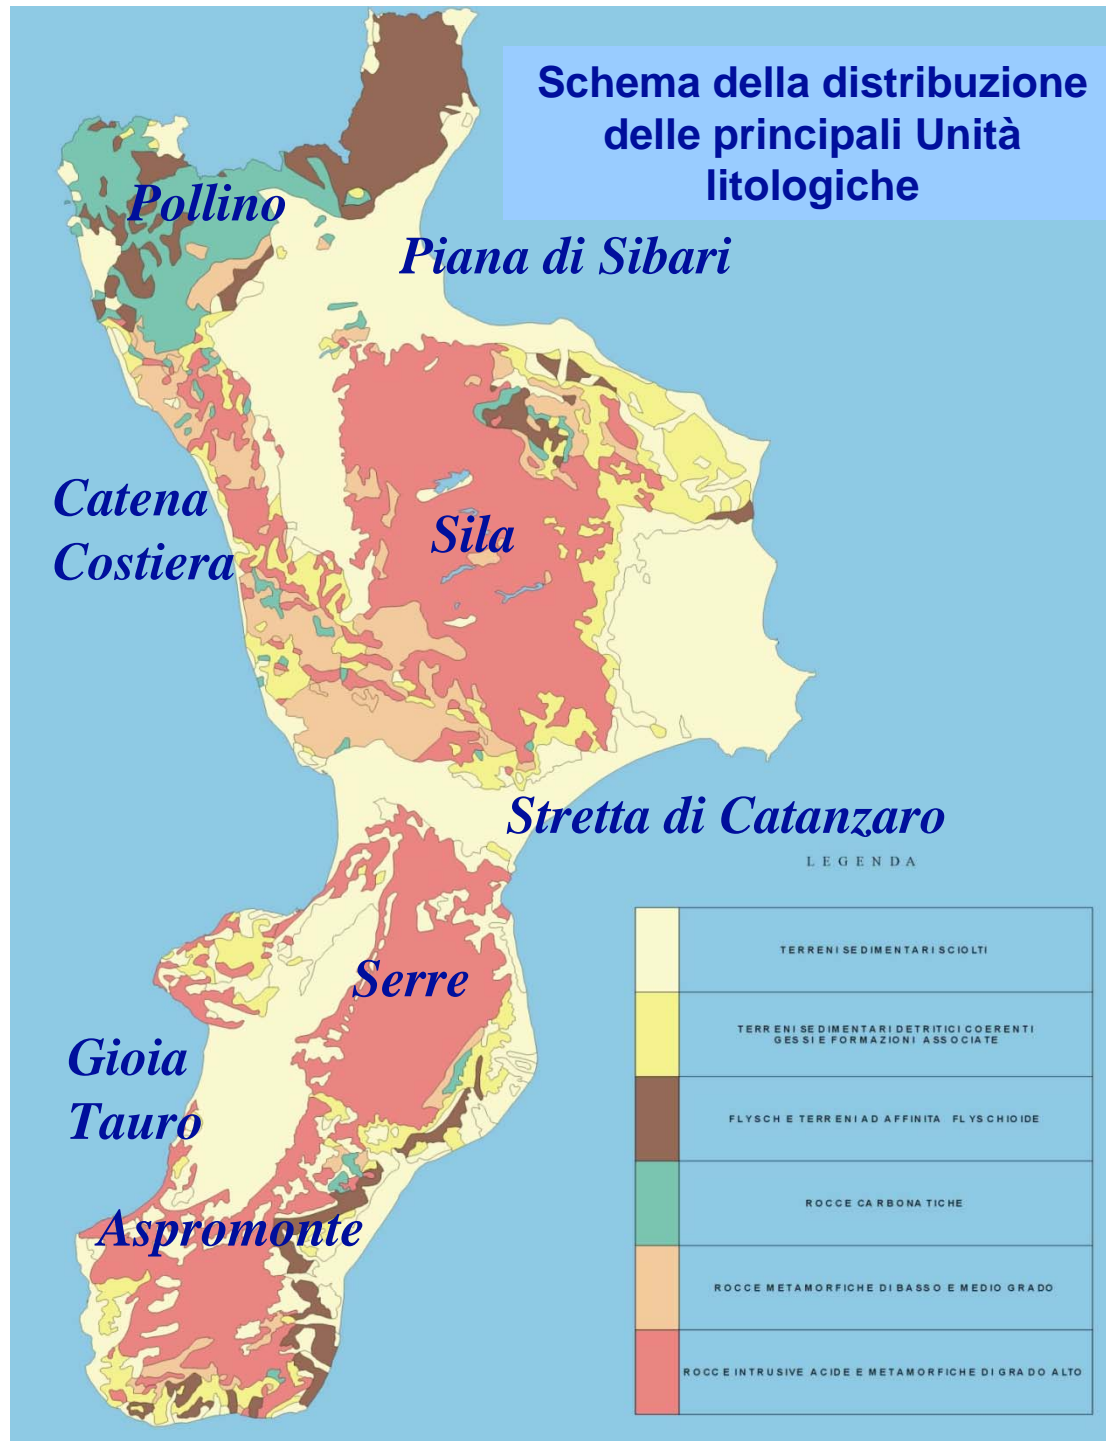 Schema della distribuzione
delle principali Unità
litologiche
Pollino
Piana di Sibari
Catena
Costiera
Sila
Stretta di Catanzaro
Serre
Gioia
Tauro
Aspromonte
LEGENDA
TERRENI SEDIMENTARI SCIOLTI
TERRENI SEDIMENTARI DETRITICI COERENTI
GESSI E FORMAZIONI ASSOCIATE
FLYSCH E TERRENI AD AFFINITA FLYSCHIOIDE
ROCCE CARBONATICHE
ROCCE METAMORFICHE DI BASSO E MEDIO GRADO
ROCCE INTRUSIVE ACIDE E METAMORFICHE DI GRADO ALTO